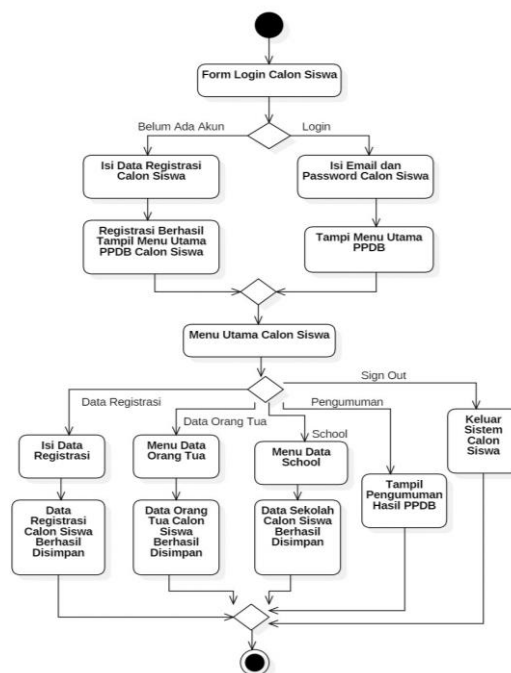 Form Login Calon Siswa
Belum Ada Akun
Login
Isi Data Registrasi
Calon Siswa
Isi Email dan
Password Calon Siswa
Registrasi Berhasil
Tampil Menu Utama
PPDB Calon Siswa
Tampi Menu Utama
PPDB
Menu Utama Calon Siswa
Sign Out
Data Registrasi
Pengumuman
Data Orang Tua
School
Isi Data
Registrasi
Menu Data
Orang Tua
Menu Data
School
Keluar
Sistem Calon
Siswa
Data
Registrasi
Calon Siswa
Berhasil
Disimpan
Data Orang
Tua Calon
Siswa
Berhasil
Disimpan
Data Sekolah
Calon Siswa
Berhasil
Disimpan
Tampil
Pengumuman
Hasil PPDB